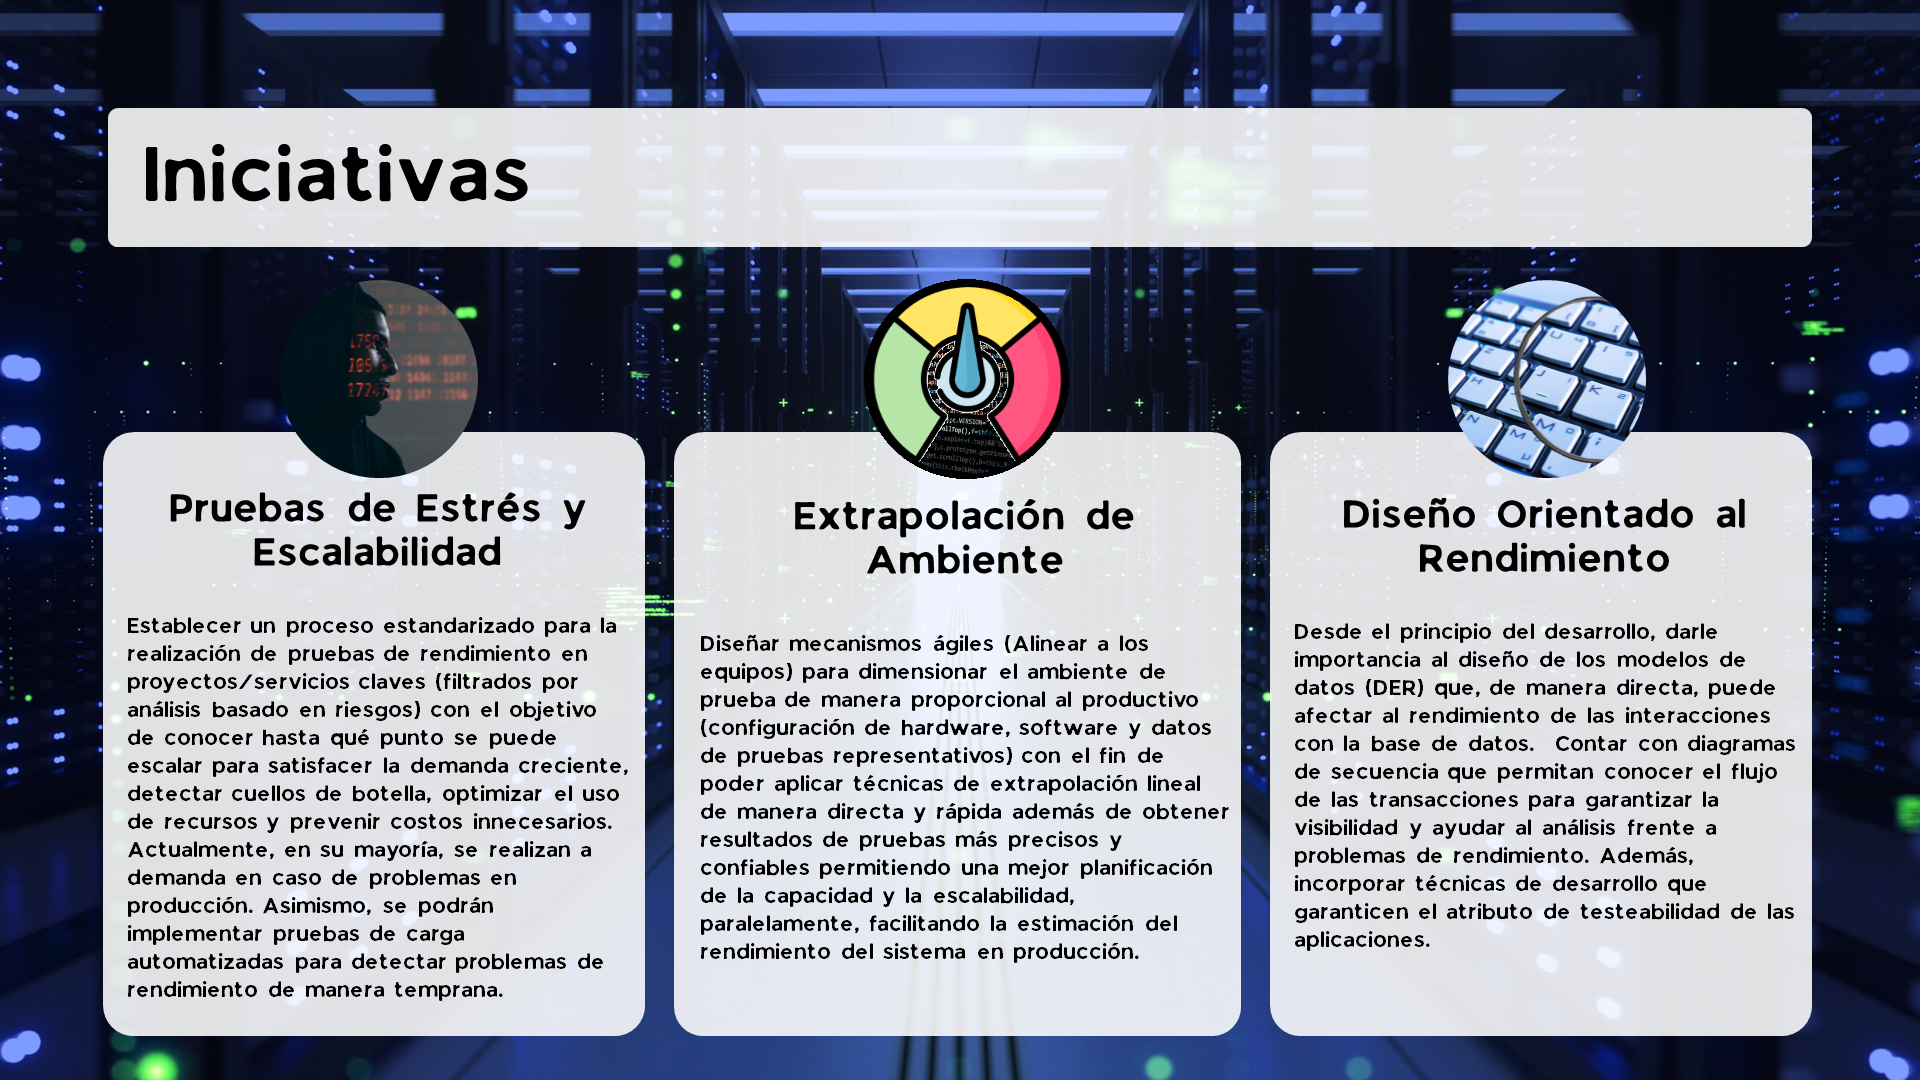 Iniciativas
Pruebas de Estrés y
Escalabilidad
Establecer un proceso estandarizado para la
realización de pruebas de rendimiento en
proyectos/servicios claves (filtrados por
análisis basado en riesgos) con el objetivo
de conocer hasta qué punto se puede
escalar para satisfacer la demanda creciente,
detectar cuellos de botella, optimizar el uso
de recursos y prevenir costos innecesarios.
Actualmente, en su mayoría, se realizan a
demanda en caso de problemas en
producción. Asimismo, se podrán
implementar pruebas de carga
automatizadas para detectar problemas de
rendimiento de manera temprana.
Extrapolación de
Ambiente
Diseñar mecanismos ágiles (Alinear a los
equipos) para dimensionar el ambiente de
prueba de manera proporcional al productivo
(configuración de hardware, software y datos
de pruebas representativos) con el fin de
poder aplicar técnicas de extrapolación lineal
de manera directa y rápida además de obtener
resultados de pruebas más precisos y
confiables permitiendo una mejor planificación
de la capacidad y la escalabilidad,
paralelamente, facilitando la estimación del
rendimiento del sistema en producción.
Diseño Orientado al
Rendimiento
Desde el principio del desarrollo, darle
importancia al diseño de los modelos de
datos (DER) que, de manera directa, puede
afectar al rendimiento de las interacciones
con la base de datos.  Contar con diagramas
de secuencia que permitan conocer el flujo
de las transacciones para garantizar la
visibilidad y ayudar al análisis frente a
problemas de rendimiento. Además,
incorporar técnicas de desarrollo que
garanticen el atributo de testeabilidad de las
aplicaciones.